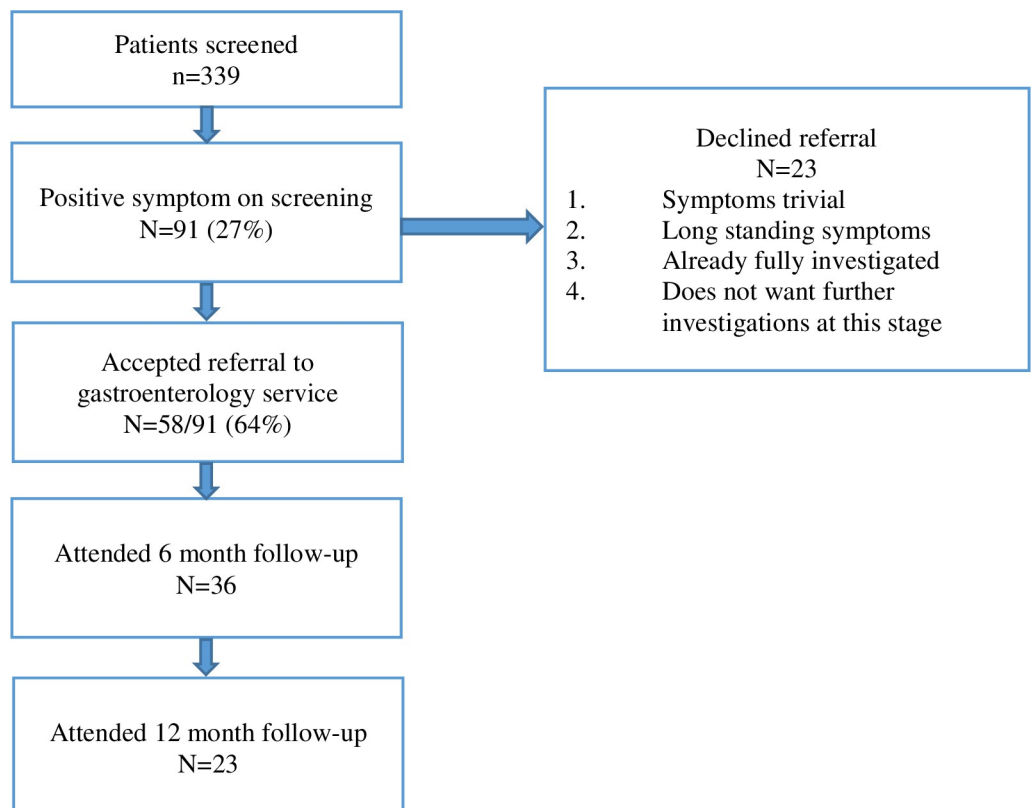 Patients screened
n=339
Positive symptom on screening
N=91 (27%)
Declined referral
N=23
1. Symptoms trivial
2. Long standing symptoms
3. Already fully investigated
4. Does not want further
investigations at this stage
Accepted referral to
gastroenterology service
N=58/91 (64%)
Attended 6 month follow-up
N=36
Attended 12 month follow-up
N=23